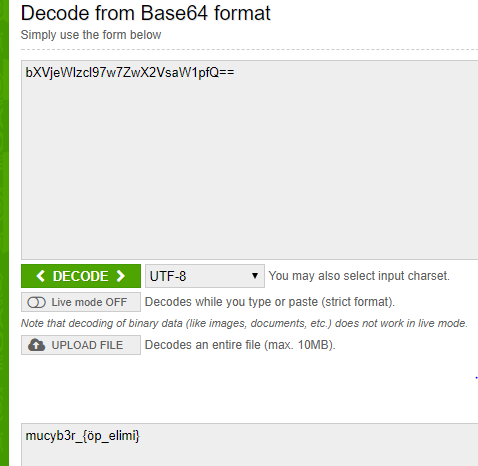 Decode from Base64 format
Simply use the form below
bXVjeWIzcl97w7ZwX2VsaW1pfQ==
DECODE UTF-8 You may also select input charset.
Live mode OFF Decodes while you type or paste (strict format).
Note that decoding of binary data (like images, documents, etc.) does not work in live mode.
UPLOAD FILE Decodes an entire file (max. 10MB).
mucyb3r_{öp_elimi}